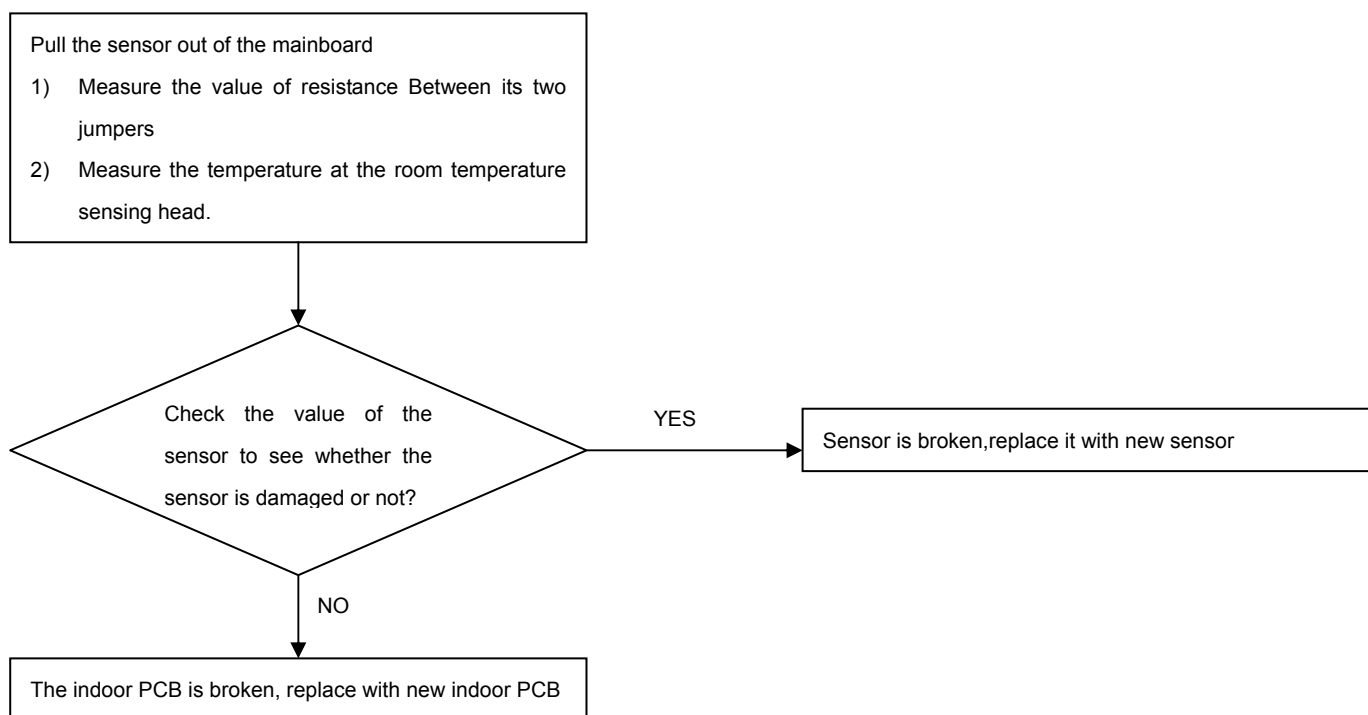 Pull the sensor out of the mainboard
1) Measure the value of resistance Between its two
jumpers
2) Measure the temperature at the room temperature
sensing head.
Check the value of the
sensor to see whether the
sensor is damaged or not?
YES
Sensor is broken,replace it with new sensor
NO
The indoor PCB is broken, replace with new indoor PCB